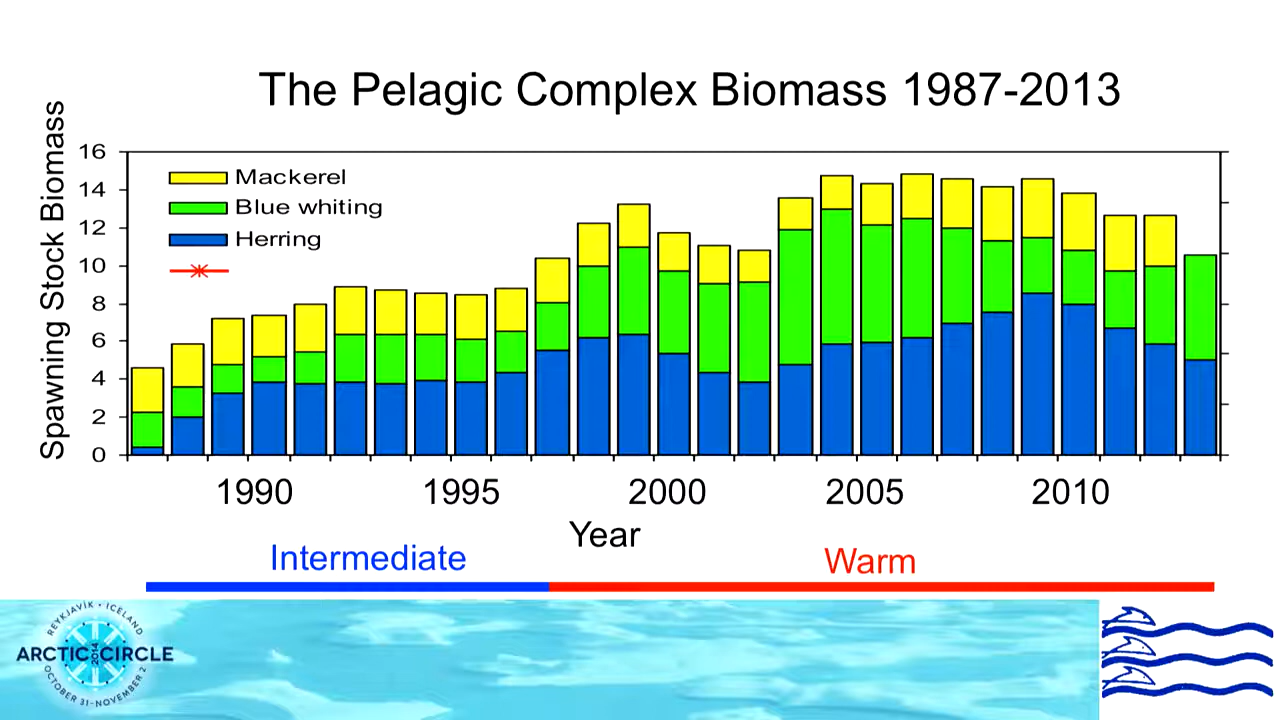 The Pelagic Complex Biomass 1987-2013
Spawning Stock Biomass
16
14
12
10
8
6
4
2
0
Mackerel
Blue whiting
Herring
1990 1995 2000 2005 2010
Year
Intermediate
Warm
REYKJAVÍK • ICELAND
ARCTIC CIRCLE
2014
OCTOBER 31-NOVEMBER 2